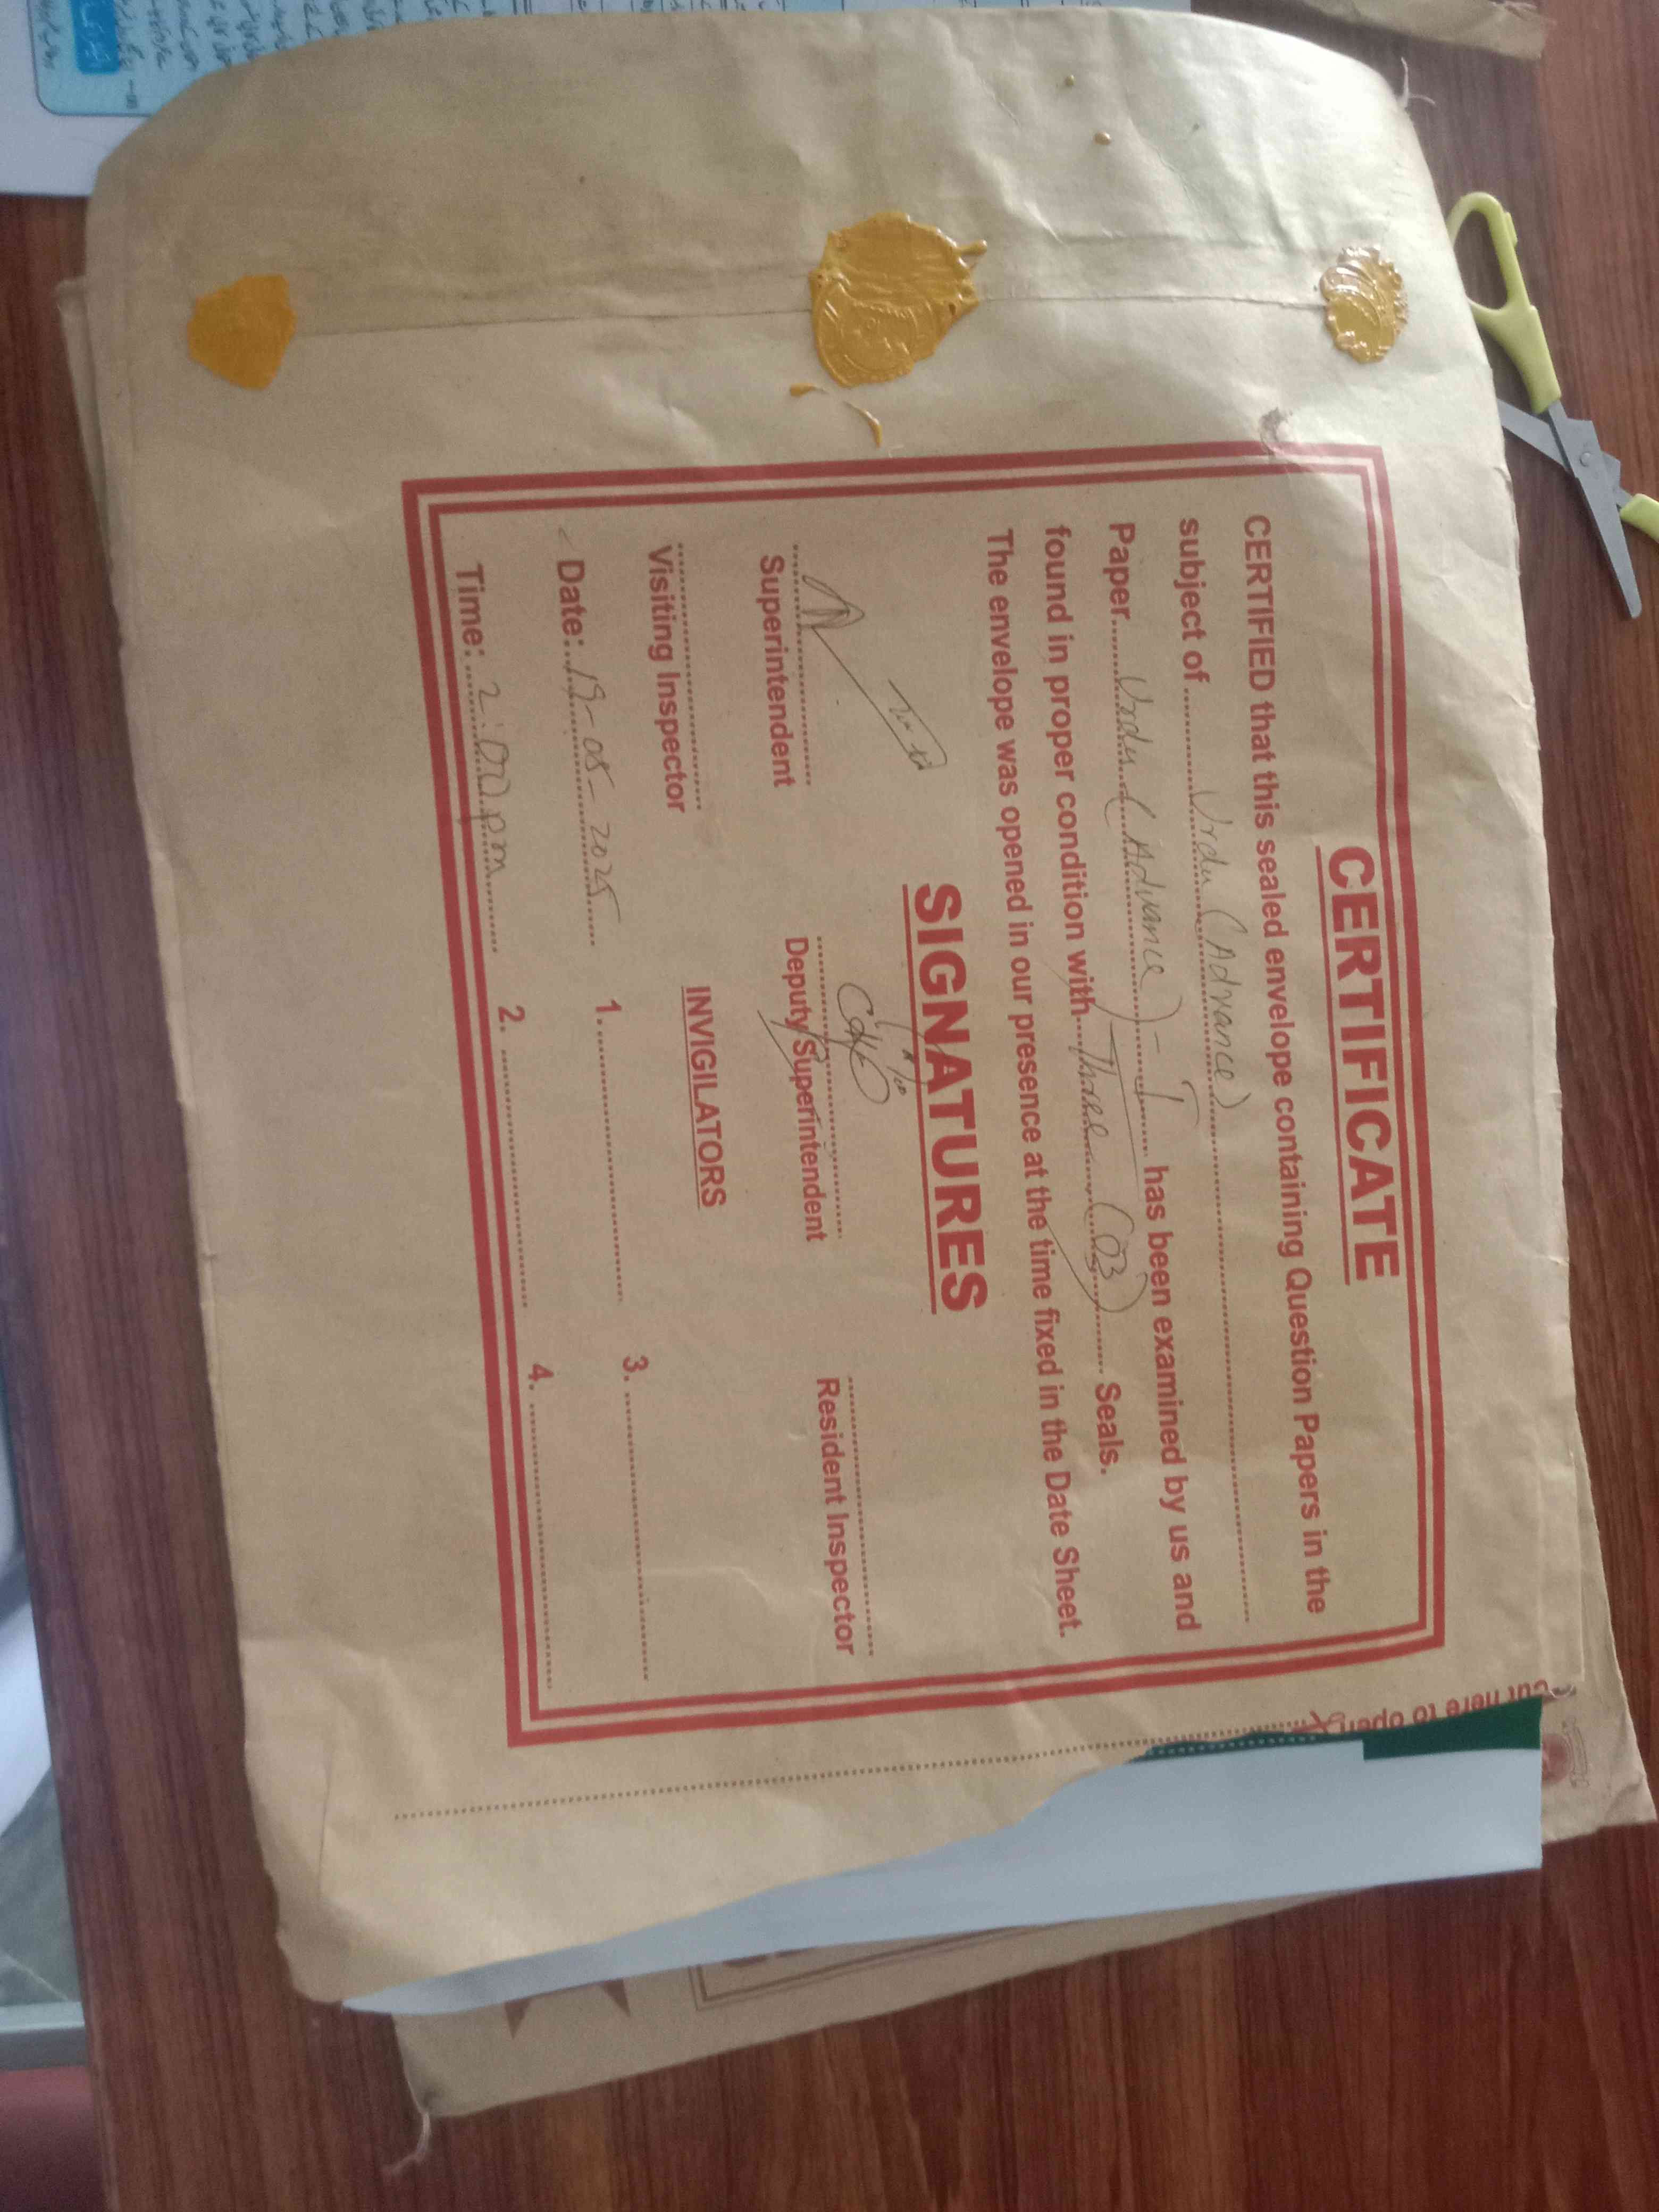 CERTIFICATE
CERTIFIED that this sealed envelope containing Question Papers in the
subject of Urdu (Advance)
Paper Urdu (Advance) - I has been examined by us and
found in proper condition with Three (03) Seals.
The envelope was opened in our presence at the time fixed in the Date Sheet.
SIGNATURES
Superintendent
Deputy Superintendent
Resident Inspector
Visiting Inspector
INVIGILATORS
Date: 19-05-2025
1.
3.
Time: 2:00 pm
2.
4.
Cut here to open